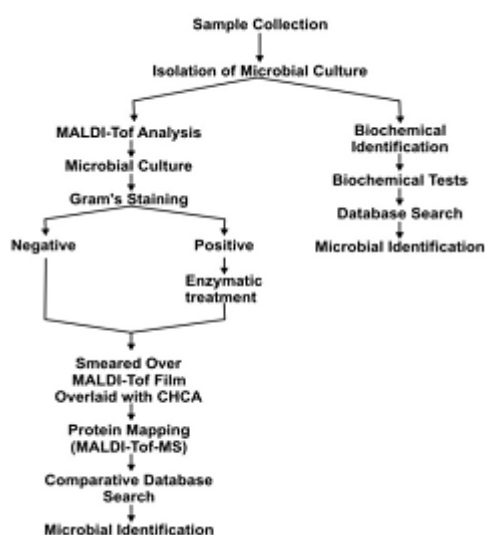 Sample Collection
Isolation of Microbial Culture
MALDI-Tof Analysis
Microbial Culture
Gram's Staining
Negative
Positive
Enzymatic
treatment
Smeared Over
MALDI-Tof Film
Overlaid with CHCA
Protein Mapping
(MALDI-Tof-MS)
Comparative Database
Search
Microbial Identification
Biochemical
Identification
Biochemical Tests
Database Search
Microbial Identification